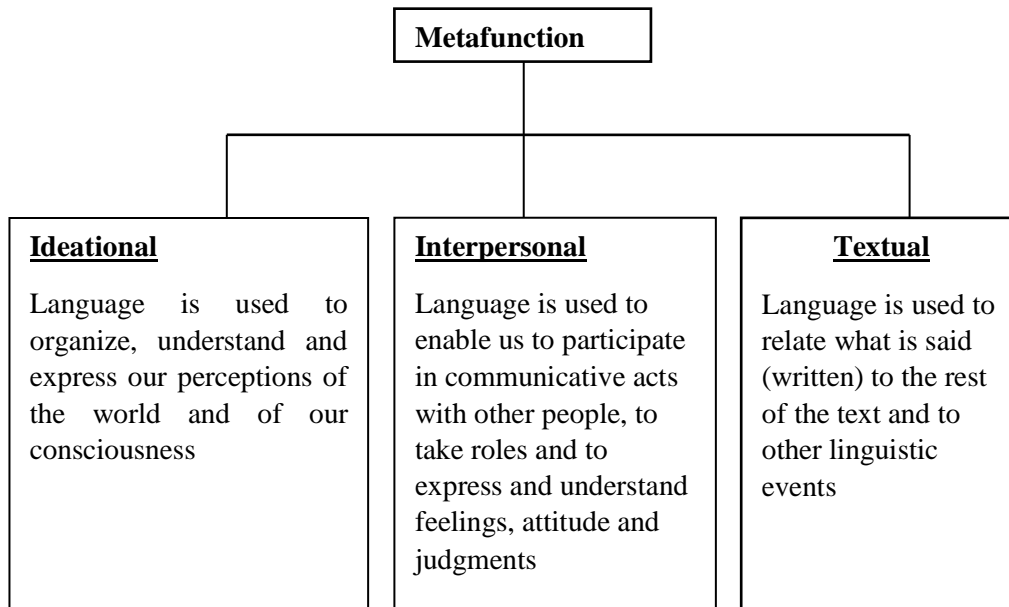 Metafunction
Ideational
Language is used to
organize, understand and
express our perceptions of
the world and of our
consciousness
Interpersonal
Language is used to
enable us to participate
in communicative acts
with other people, to
take roles and to
express and understand
feelings, attitude and
judgments
Textual
Language is used to
relate what is said
(written) to the rest
of the text and to
other linguistic
events